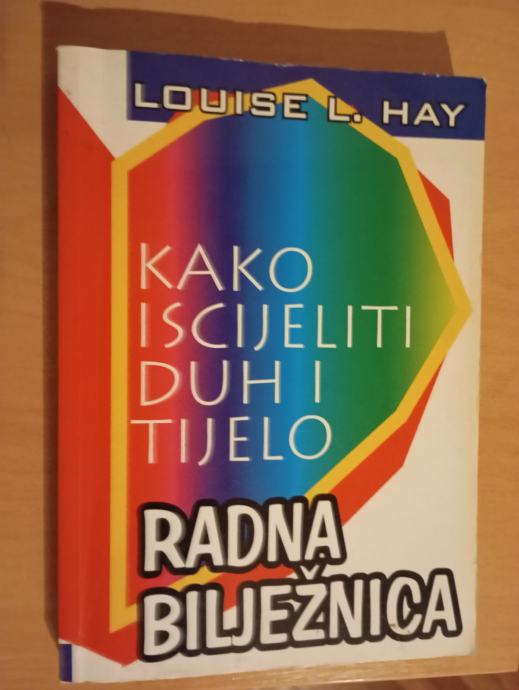 LOUISE L. HAY
KAKO
ISCIJELITI
DUH I
TIJELO
RADNA
BILJEŽNICA